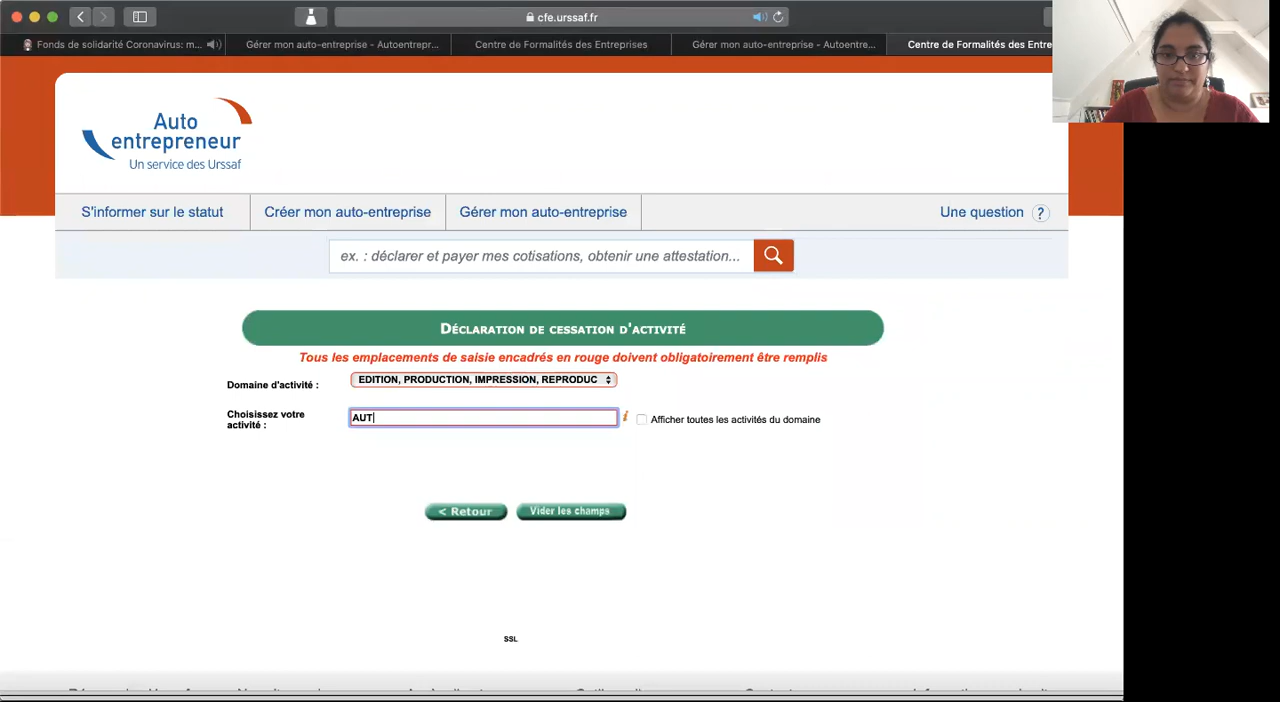 cfe.urssaf.fr
Fonds de solidarité Coronavirus: m...
Gérer mon auto-entreprise - Autoentrepr...
Centre de Formalités des Entreprises
Gérer mon auto-entreprise - Autoentre...
Centre de Formalités des Entre
Auto
entrepreneur
Un service des Urssaf
S'informer sur le statut
Créer mon auto-entreprise
Gérer mon auto-entreprise
Une question ?
ex. : déclarer et payer mes cotisations, obtenir une attestation...
Déclaration de cessation d'activité
Tous les emplacements de saisie encadrés en rouge doivent obligatoirement être remplis
Domaine d'activité :
EDITION, PRODUCTION, IMPRESSION, REPRODUC
Choisissez votre
activité :
AUT
i
Afficher toutes les activités du domaine
< Retour
Vider les champs
SSL